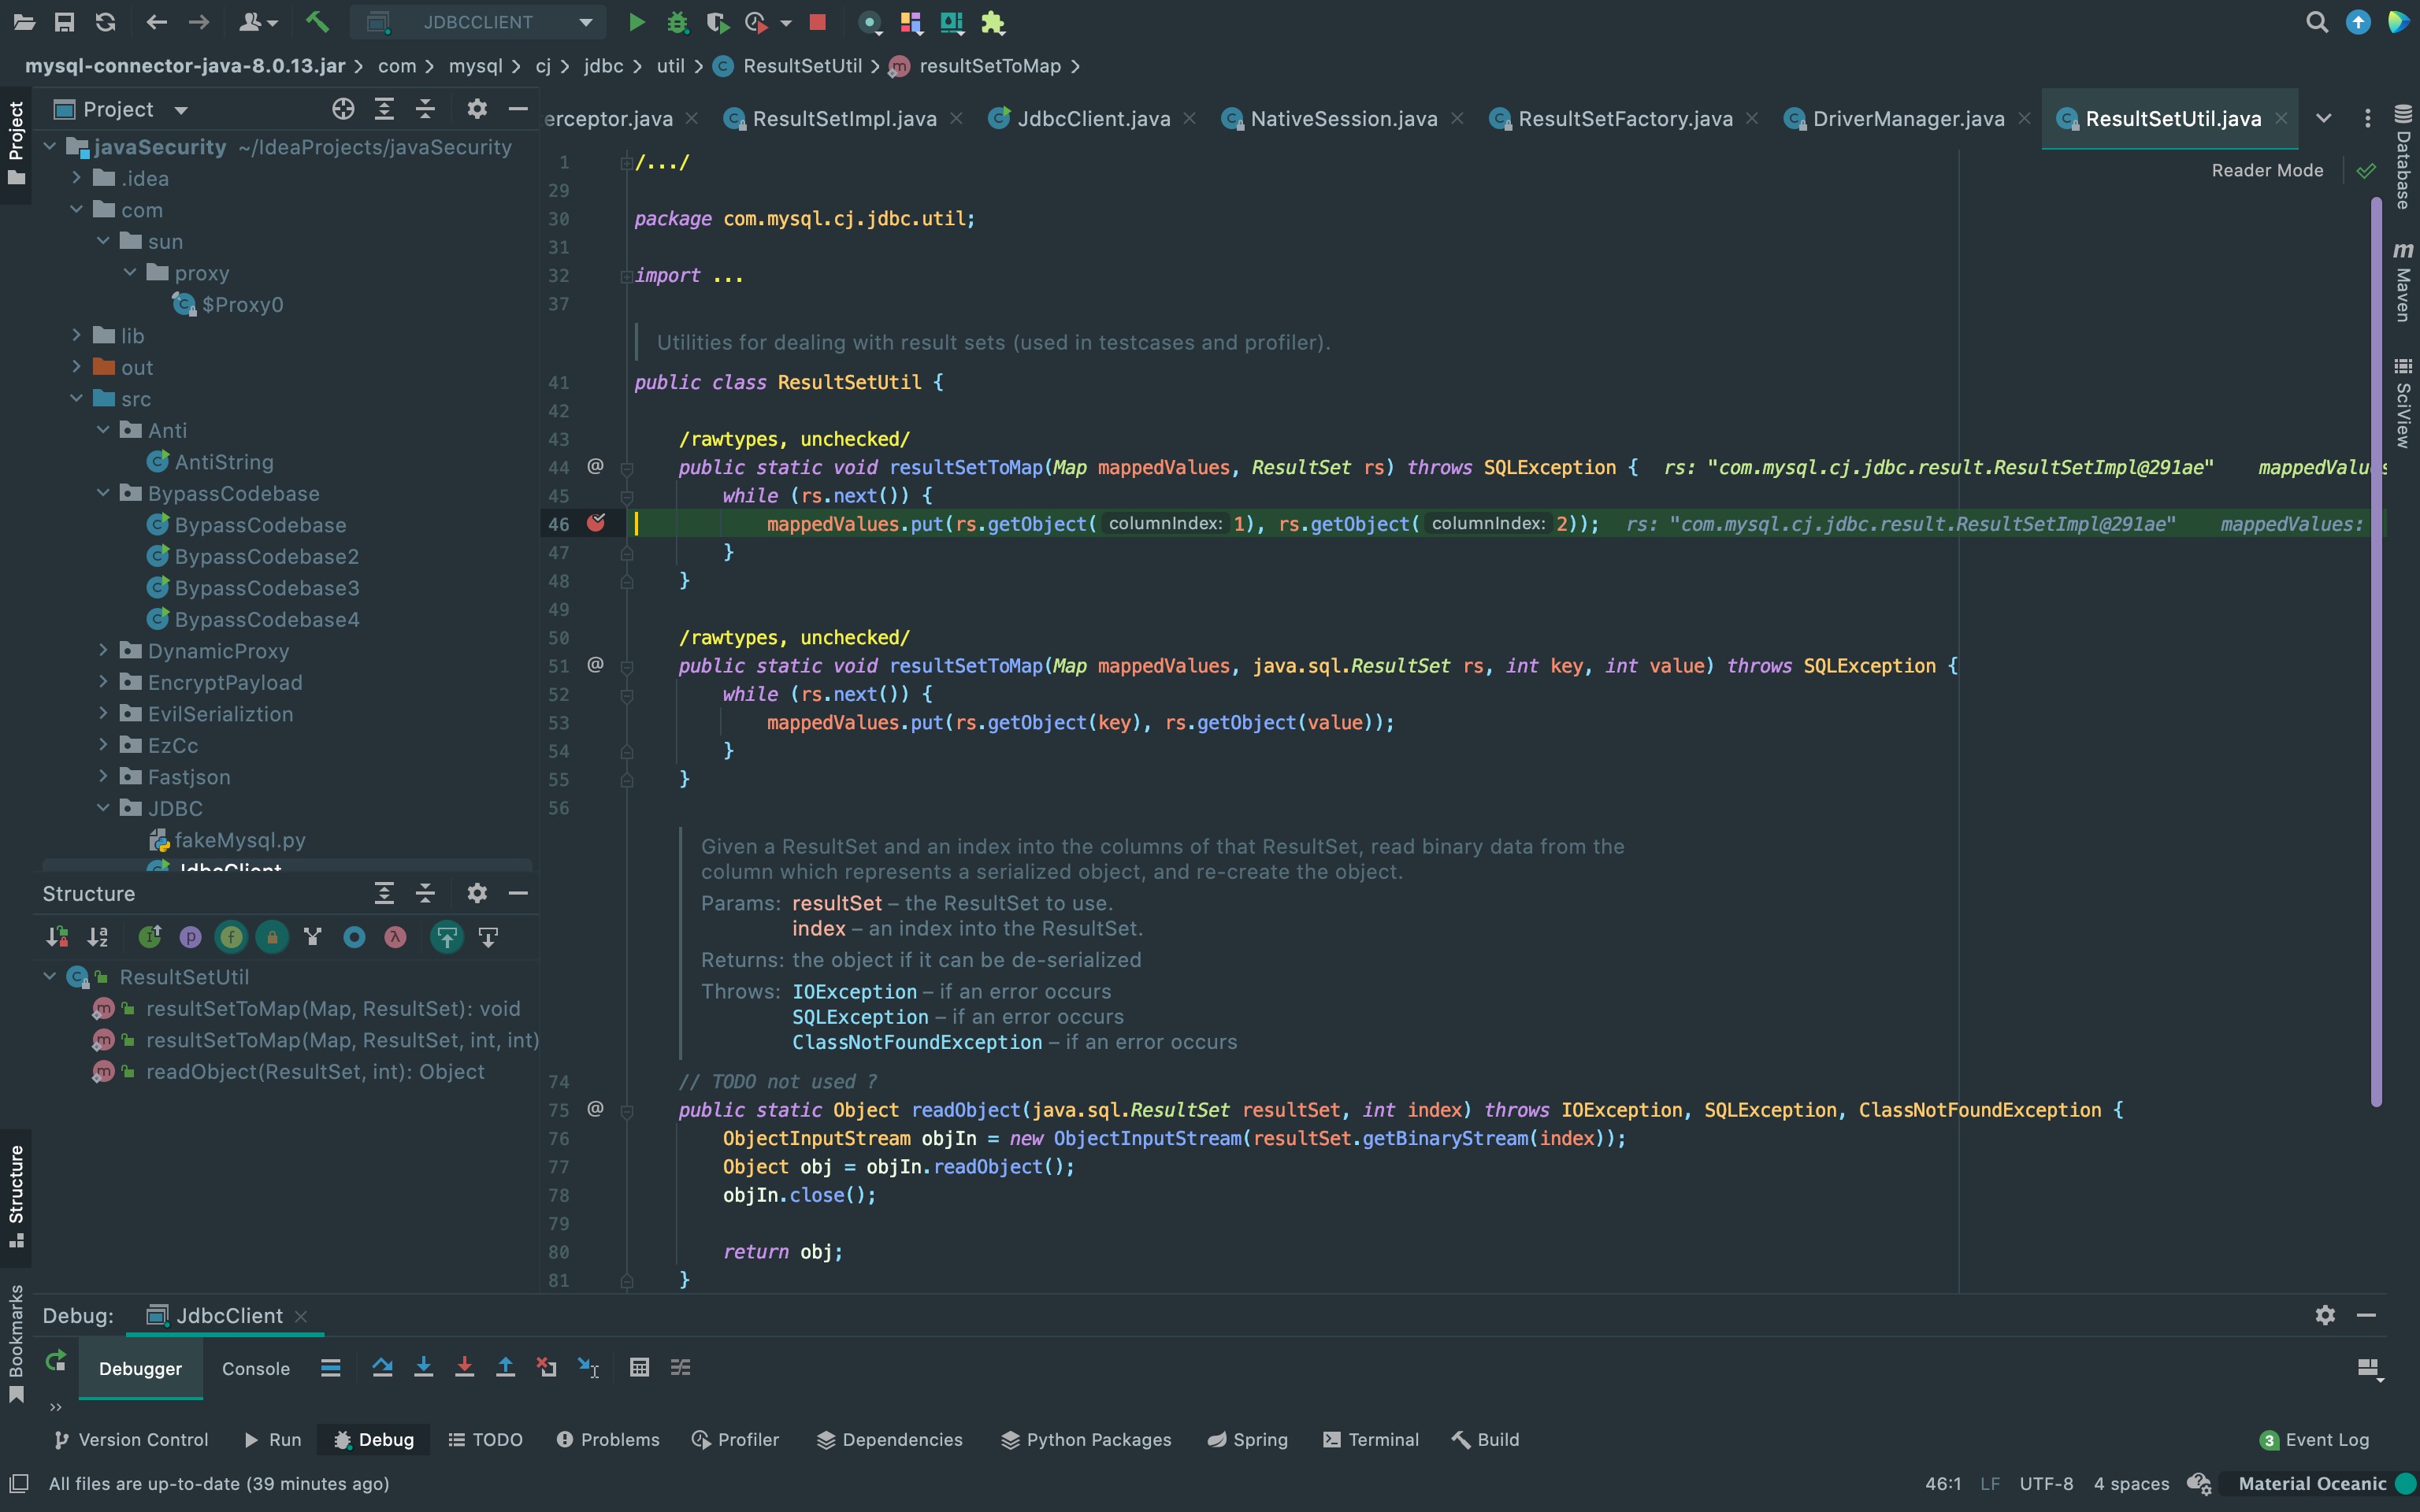 JDBCCLIENT
mysql-connector-java-8.0.13.jar com mysql cj jdbc util ResultSetUtil resultSetToMap
Project
Project
javaSecurity ~/IdeaProjects/javaSecurity
.idea
com
sun
proxy
$Proxy0
lib
out
src
Anti
AntiString
BypassCodebase
BypassCodebase
BypassCodebase2
BypassCodebase3
BypassCodebase4
DynamicProxy
EncryptPayload
EvilSerializtion
EzCc
Fastjson
JDBC
fakeMysql.py
JdbcClient
Structure
ResultSetUtil
resultSetToMap(Map, ResultSet): void
resultSetToMap(Map, ResultSet, int, int)
readObject(ResultSet, int): Object
Structure
Bookmarks
erceptor.java ResultSetImpl.java JdbcClient.java NativeSession.java ResultSetFactory.java DriverManager.java ResultSetUtil.java
Reader Mode
1 /.../
29
30 package com.mysql.cj.jdbc.util;
31
32 import ...
37
Utilities for dealing with result sets (used in testcases and profiler).
41 public class ResultSetUtil {
42
43 /rawtypes, unchecked/
44 @ public static void resultSetToMap(Map mappedValues, ResultSet rs) throws SQLException { rs: "com.mysql.cj.jdbc.result.ResultSetImpl@291ae" mappedValues
45 while (rs.next()) {
46 mappedValues.put(rs.getObject( columnIndex: 1), rs.getObject( columnIndex: 2)); rs: "com.mysql.cj.jdbc.result.ResultSetImpl@291ae" mappedValues:
47 }
48 }
49
50 /rawtypes, unchecked/
51 @ public static void resultSetToMap(Map mappedValues, java.sql.ResultSet rs, int key, int value) throws SQLException {
52 while (rs.next()) {
53 mappedValues.put(rs.getObject(key), rs.getObject(value));
54 }
55 }
56
Given a ResultSet and an index into the columns of that ResultSet, read binary data from the
column which represents a serialized object, and re-create the object.
Params: resultSet – the ResultSet to use.
index – an index into the ResultSet.
Returns: the object if it can be de-serialized
Throws: IOException – if an error occurs
SQLException – if an error occurs
ClassNotFoundException – if an error occurs
74 // TODO not used ?
75 @ public static Object readObject(java.sql.ResultSet resultSet, int index) throws IOException, SQLException, ClassNotFoundException {
76 ObjectInputStream objIn = new ObjectInputStream(resultSet.getBinaryStream(index));
77 Object obj = objIn.readObject();
78 objIn.close();
79
80 return obj;
81 }
Database
Maven
SciView
Debug: JdbcClient
Debugger Console
Version Control Run Debug TODO Problems Profiler Dependencies Python Packages Spring Terminal Build 3 Event Log
All files are up-to-date (39 minutes ago) 46:1 LF UTF-8 4 spaces Material Oceanic